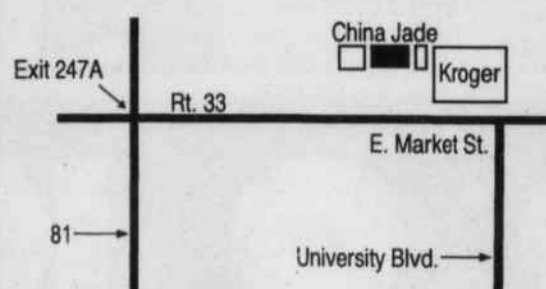 China Jade
Exit 247A
Kroger
Rt. 33
E. Market St.
81
University Blvd.